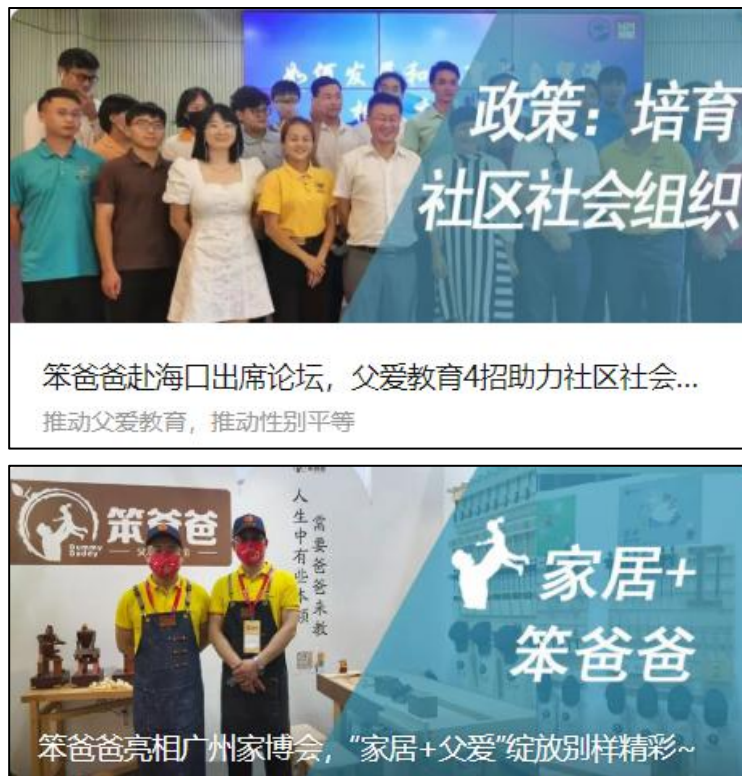 政策：培育
社区社会组织
笨爸爸赴海口出席论坛，父爱教育4招助力社区社会...
推动父爱教育，推动性别平等
笨爸爸
Dummy
Daddy
人生中有些本领
需要爸爸来教
家居+
笨爸爸
笨爸爸亮相广州家博会，“家居+父爱”绽放别样精彩~